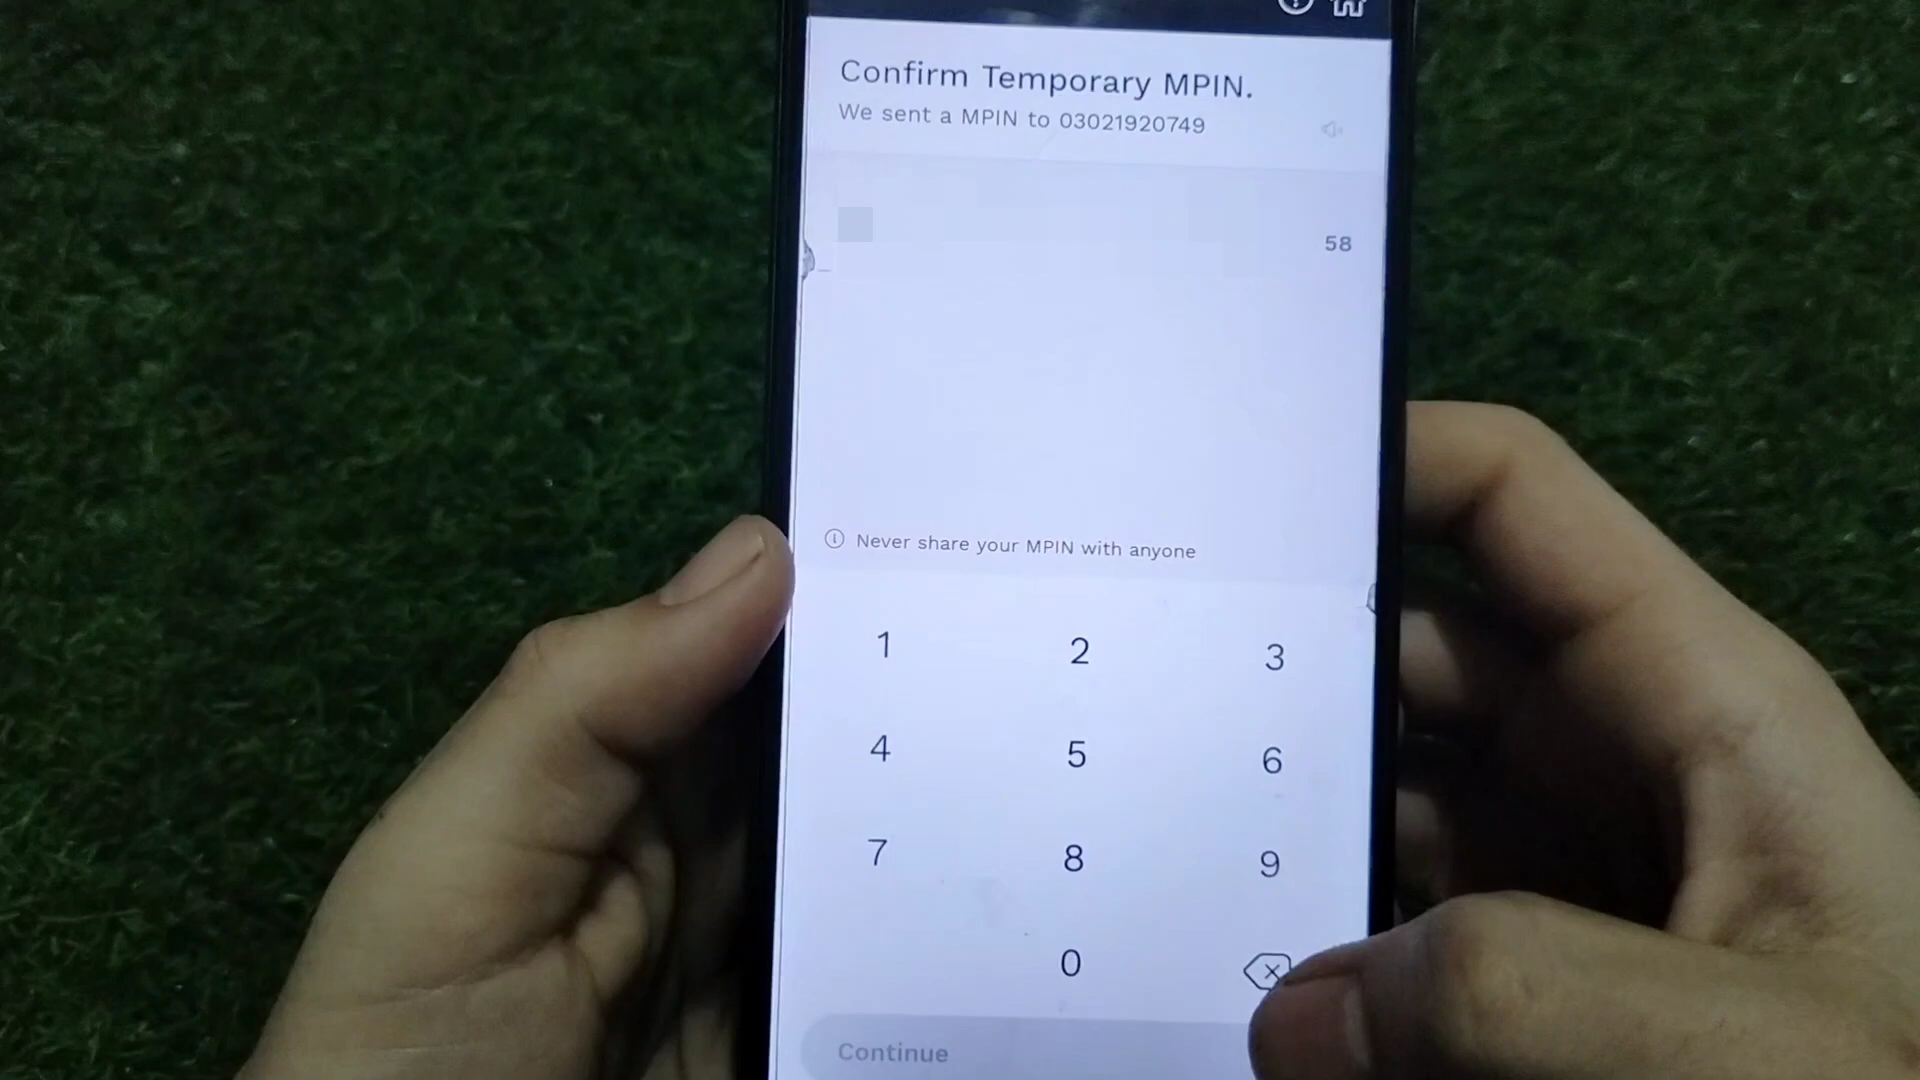 Confirm Temporary MPIN.
We sent a MPIN to 03021920749
58
Never share your MPIN with anyone
1 2 3
4 5 6
7 8 9
0
Continue